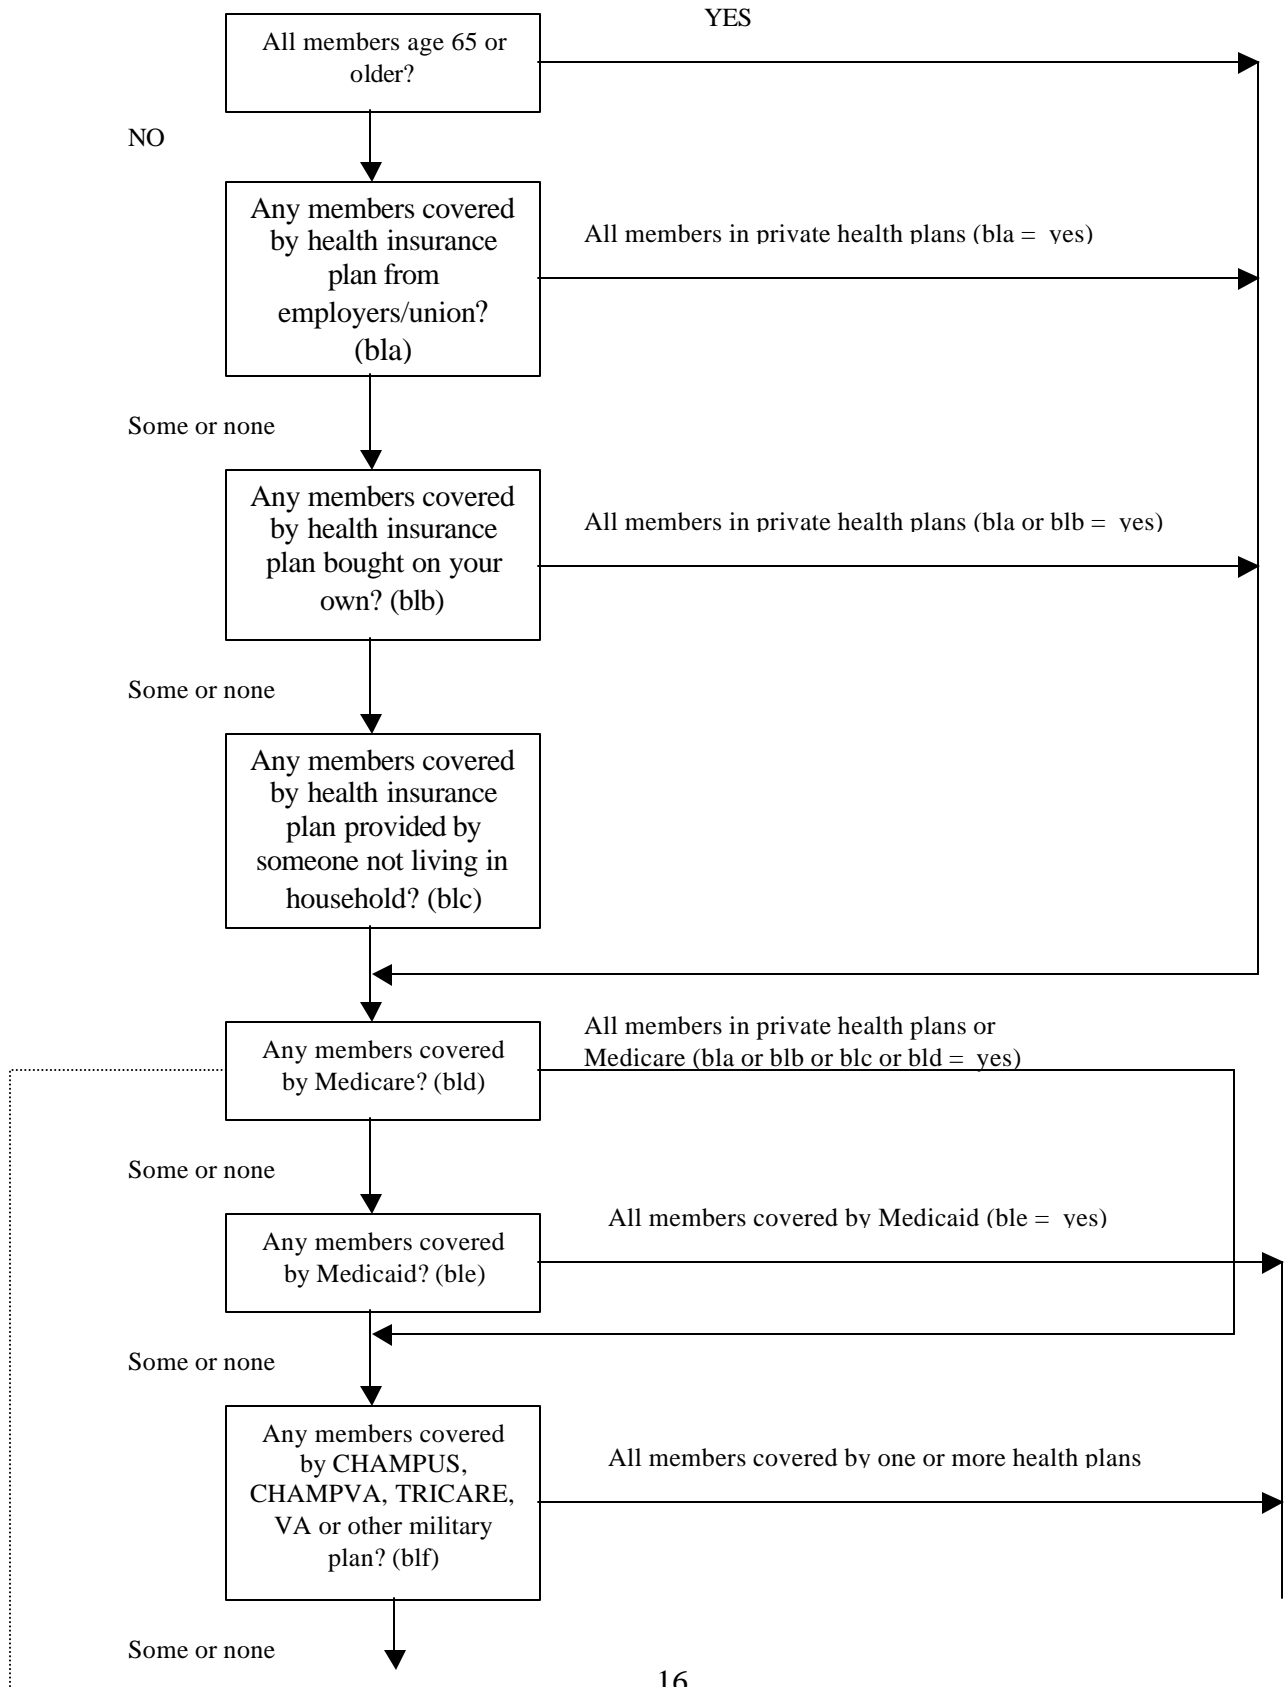 YES
All members age 65 or
older?
NO
Any members covered
by health insurance
plan from
employers/union?
(bla)
All members in private health plans (bla = yes)
Some or none
Any members covered
by health insurance
plan bought on your
own? (blb)
All members in private health plans (bla or blb = yes)
Some or none
Any members covered
by health insurance
plan provided by
someone not living in
household? (blc)
All members in private health plans or
Medicare (bla or blb or blc or bld = yes)
Any members covered
by Medicare? (bld)
Some or none
All members covered by Medicaid (ble = yes)
Any members covered
by Medicaid? (ble)
Some or none
Any members covered
by CHAMPUS,
CHAMPVA, TRICARE,
VA or other military
plan? (blf)
All members covered by one or more health plans
Some or none
16